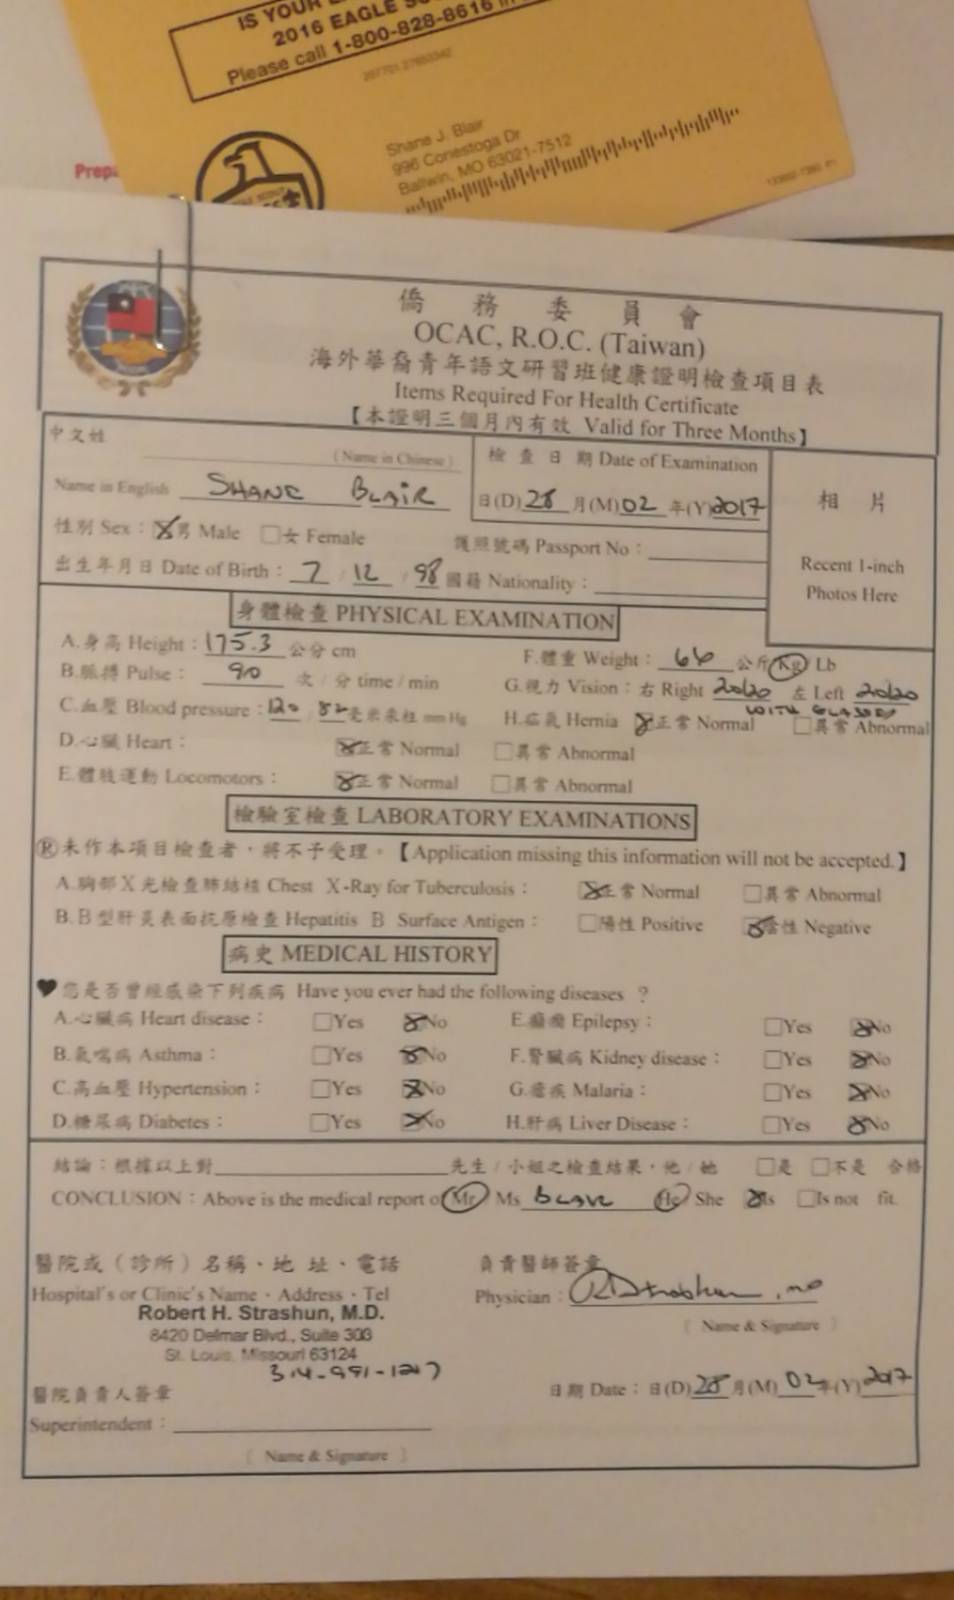 IS YOUR
2016 EAGLE
Please call 1-800-828-8616
Shane J. Blair
996 Conestoga Dr
Ballwin, MO 63021-7512
Prep
僑務委員會
OCAC, R.O.C. (Taiwan)
海外華裔青年語文研習班健康證明檢查項目表
Items Required For Health Certificate
【本證明三個月內有效 Valid for Three Months】
中文姓
(Name in Chinese)
檢查日期 Date of Examination
Name in English SHANE BLAIR
日(D) 28 月(M) 02 年(Y) 2017
相片
性別 Sex：男 Male 女 Female
護照號碼 Passport No：
Recent 1-inch
Photos Here
出生年月日 Date of Birth：7 / 12 / 98 國籍 Nationality：
身體檢查 PHYSICAL EXAMINATION
A.身高 Height：175.3 公分 cm
F.體重 Weight：66 公斤 Kg Lb
B.脈搏 Pulse：90 次 / 分 time / min
G.視力 Vision：右 Right 20/20 左 Left 20/20
WITH GLASSES
C.血壓 Blood pressure：120 / 82 毫米汞柱 mm Hg
H.疝氣 Hernia 正常 Normal 異常 Abnormal
D.心臟 Heart： 正常 Normal 異常 Abnormal
E.體肢運動 Locomotors： 正常 Normal 異常 Abnormal
檢驗室檢查 LABORATORY EXAMINATIONS
Ⓡ未作本項目檢查者，將不予受理。【Application missing this information will not be accepted.】
A.胸部 X 光檢查肺結核 Chest X-Ray for Tuberculosis： 正常 Normal 異常 Abnormal
B.B 型肝炎表面抗原檢查 Hepatitis B Surface Antigen： 陽性 Positive 陰性 Negative
病史 MEDICAL HISTORY
♥您是否曾經感染下列疾病 Have you ever had the following diseases ?
A.心臟病 Heart disease： Yes No E.癲癇 Epilepsy： Yes No
B.氣喘病 Asthma： Yes No F.腎臟病 Kidney disease： Yes No
C.高血壓 Hypertension： Yes No G.瘧疾 Malaria： Yes No
D.糖尿病 Diabetes： Yes No H.肝病 Liver Disease： Yes No
結論：根據以上對 先生 / 小姐之檢查結果，他 / 她 是 不是 合格
CONCLUSION：Above is the medical report of Mr Ms Blair He She Is Is not fit.
醫院或（診所）名稱、地址、電話
負責醫師簽章
Hospital's or Clinic's Name、Address、Tel
Physician： , MD
Robert H. Strashun, M.D.
( Name & Signature )
8420 Delmar Blvd., Suite 303
St. Louis, Missouri 63124
314-991-1217
醫院負責人簽章
日期 Date：日(D) 28 月(M) 02 年(Y) 2017
Superintendent：
( Name & Signature )